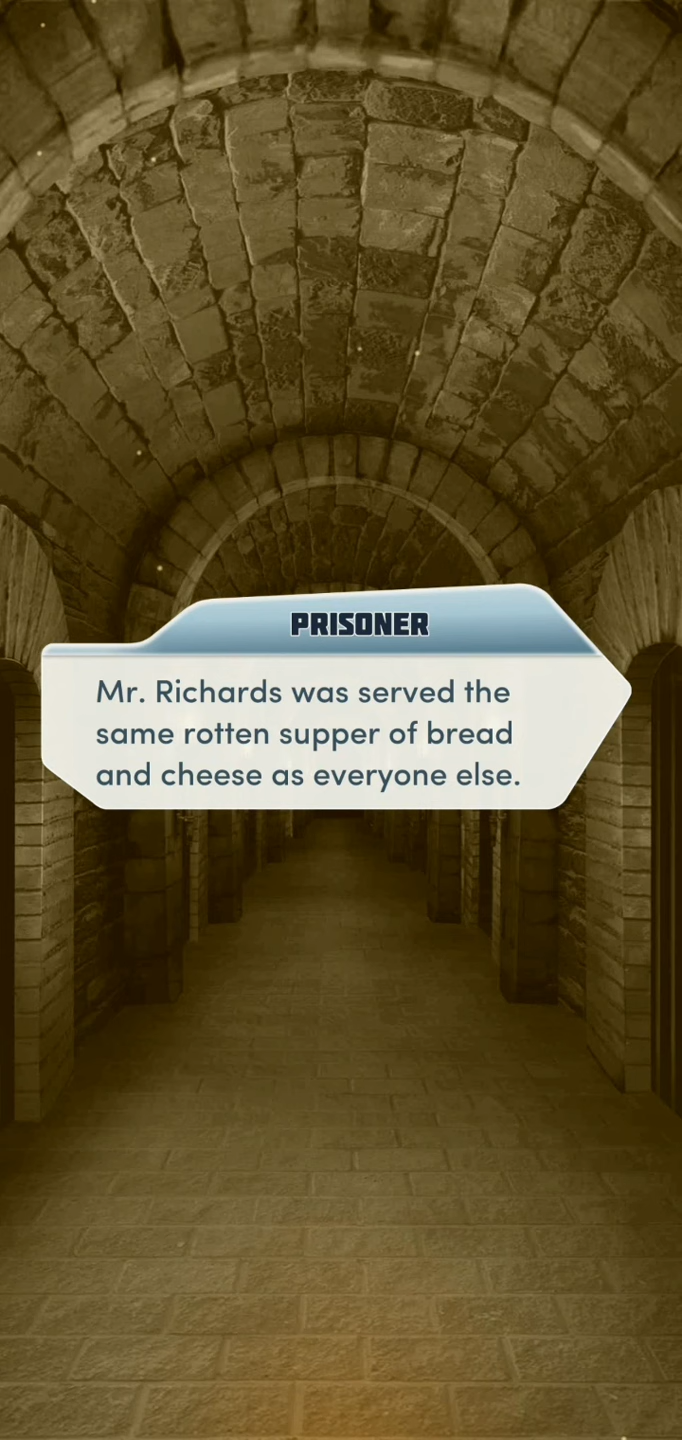 PRISONER
Mr. Richards was served the
same rotten supper of bread
and cheese as everyone else.